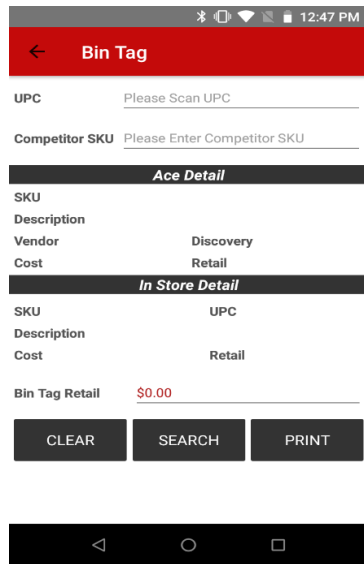 12:47 PM
Bin Tag
UPC Please Scan UPC
Competitor SKU Please Enter Competitor SKU
Ace Detail
SKU
Description
Vendor Discovery
Cost Retail
In Store Detail
SKU UPC
Description
Cost Retail
Bin Tag Retail $0.00
CLEAR SEARCH PRINT